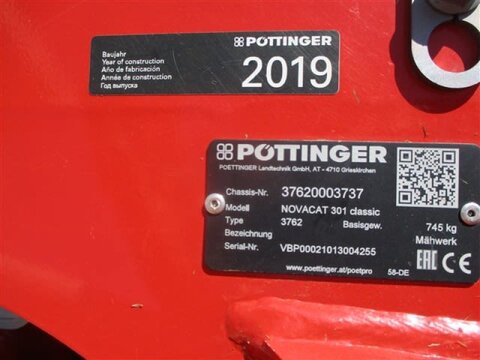 PÖTTINGER
Baujahr
Year of construction
Año de fabricación
Année de construction
Год выпуска
2019
PÖTTINGER
POETTINGER Landtechnik GmbH, AT - 4710 Grieskirchen
Chassis-Nr. 37620003737
Modell NOVACAT 301 classic
Type 3762 Basisgew. 745 kg
Bezeichnung Mähwerk
Serial-Nr. VBP00021013004255
EAC CE
www.poettinger.at/poetpro 58-DE